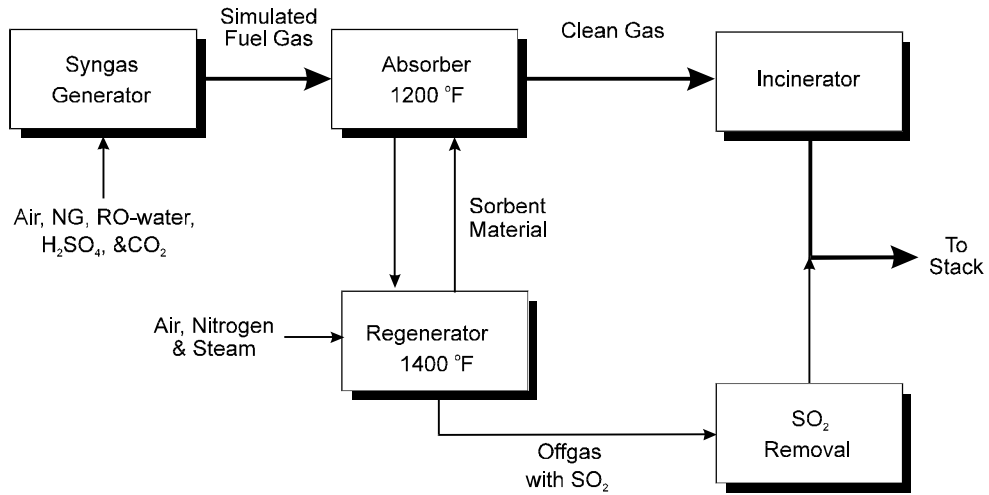 Simulated
Fuel Gas
Clean Gas
Syngas
Generator
Absorber
1200 °F
Incinerator
Air, NG, RO-water,
H₂SO₄, &CO₂
Sorbent
Material
To
Stack
Air, Nitrogen
& Steam
Regenerator
1400 °F
SO₂
Removal
Offgas
with SO₂